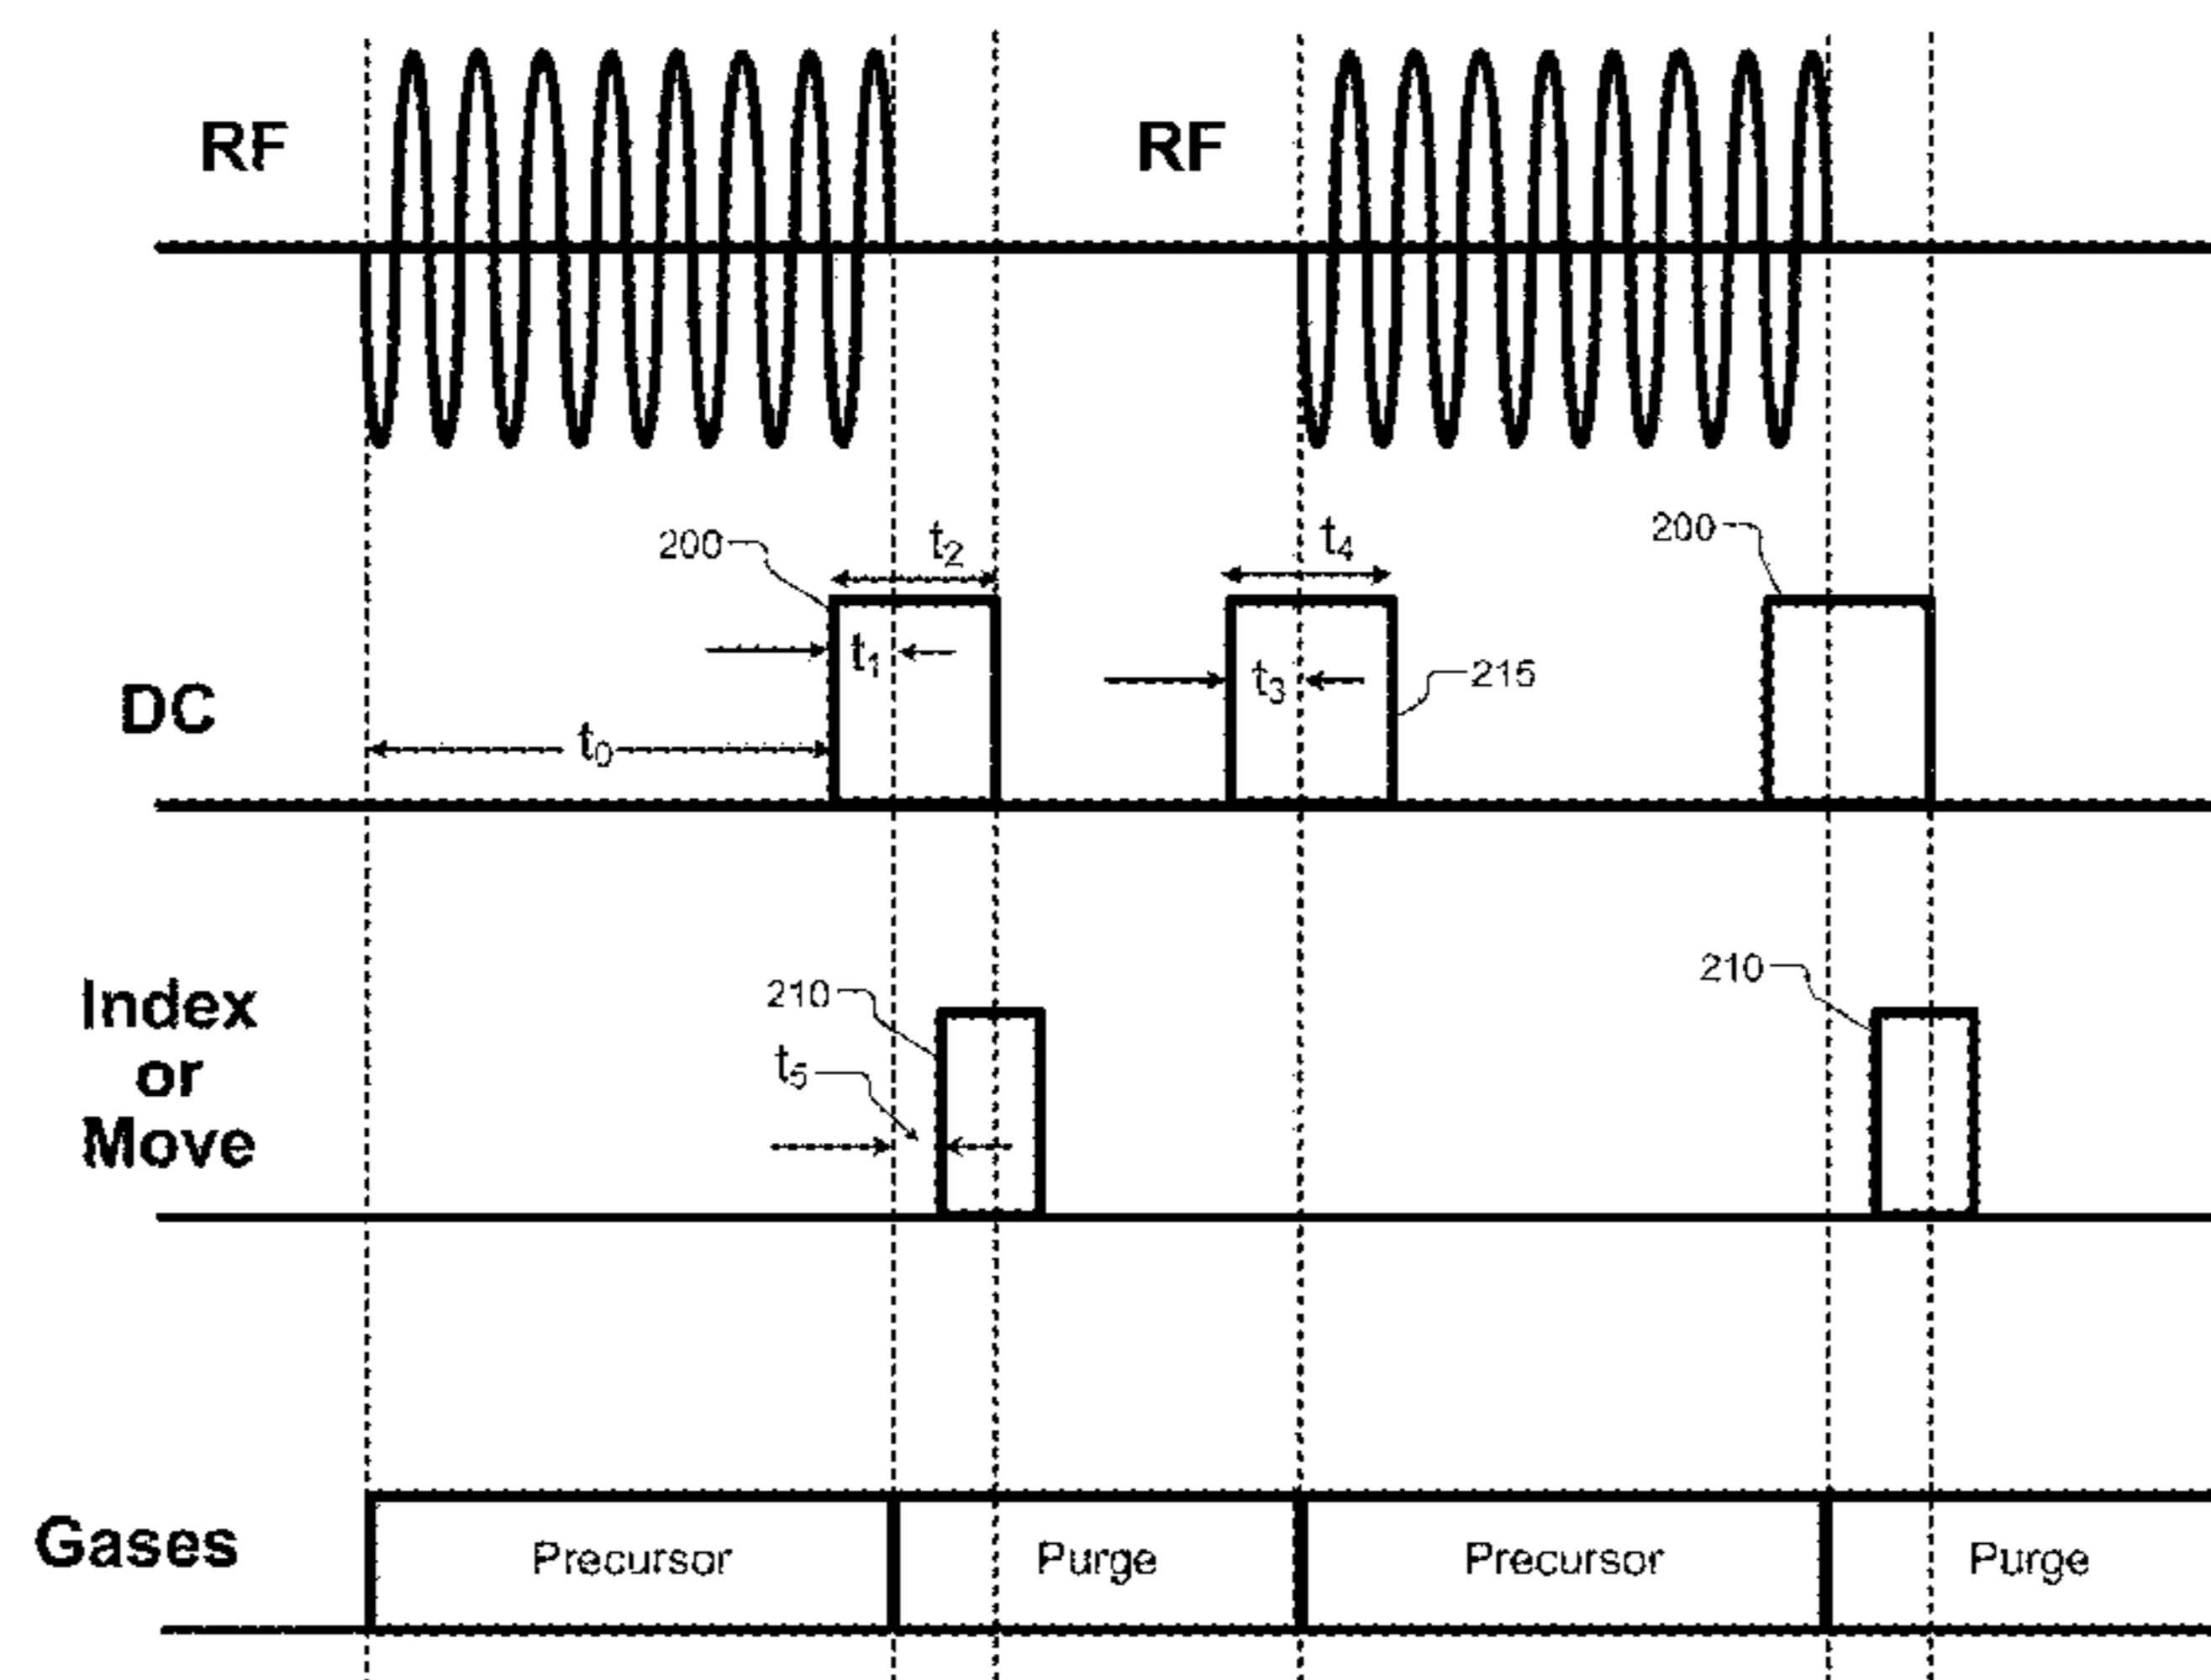 RF
RF
200
t2
t4
200
t1
t3
215
DC
t0
Index
or
Move
210
210
t5
Gases
Precursor
Purge
Precursor
Purge